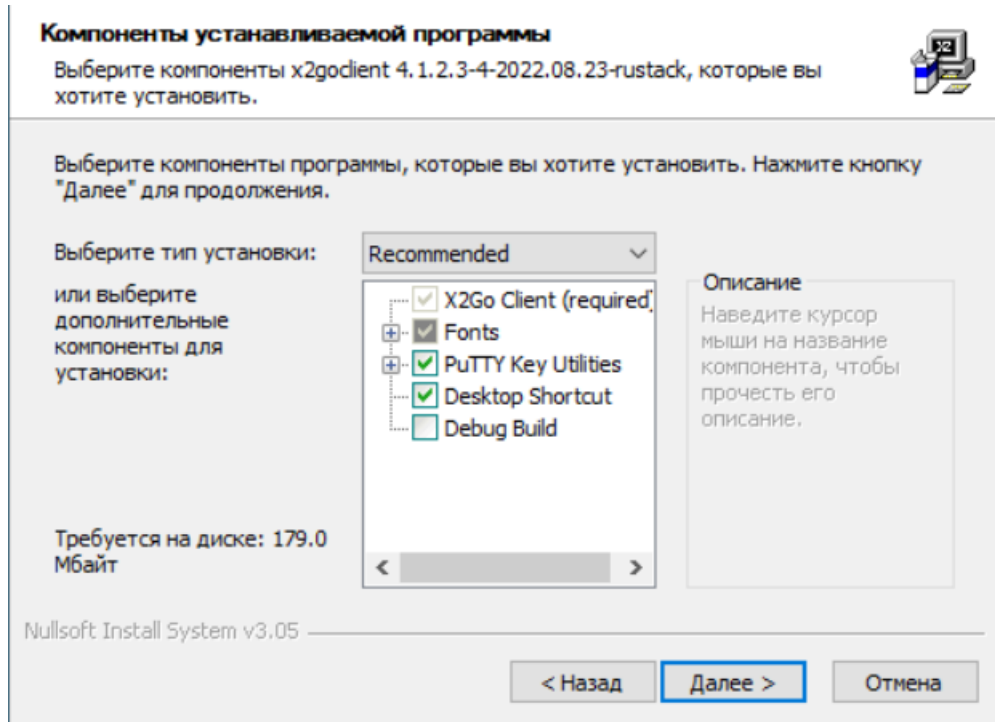 Компоненты устанавливаемой программы
Выберите компоненты x2goclient 4.1.2.3-4-2022.08.23-rustack, которые вы
хотите установить.
X2
Выберите компоненты программы, которые вы хотите установить. Нажмите кнопку
"Далее" для продолжения.
Выберите тип установки:
Recommended
или выберите
дополнительные
компоненты для
установки:
X2Go Client (required)
Fonts
PuTTY Key Utilities
Desktop Shortcut
Debug Build
Описание
Наведите курсор
мыши на название
компонента, чтобы
прочесть его
описание.
Требуется на диске: 179.0
Мбайт
Nullsoft Install System v3.05
< Назад
Далее >
Отмена